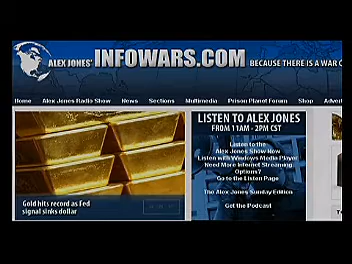 ALEX JONES' INFOWARS.COM BECAUSE THERE IS A WAR
Home Alex Jones Radio Show News Sections Multimedia Prison Planet Forum Shop Advert
LISTEN TO ALEX JONES
FROM 11AM - 2PM CST
Listen to the
Alex Jones Show Now
Listen with Windows Media Player
Need More Internet Streaming
Options?
Go to the Listen Page
The Alex Jones Sunday Edition
Get the Podcast
Gold hits record as Fed
signal sinks dollar